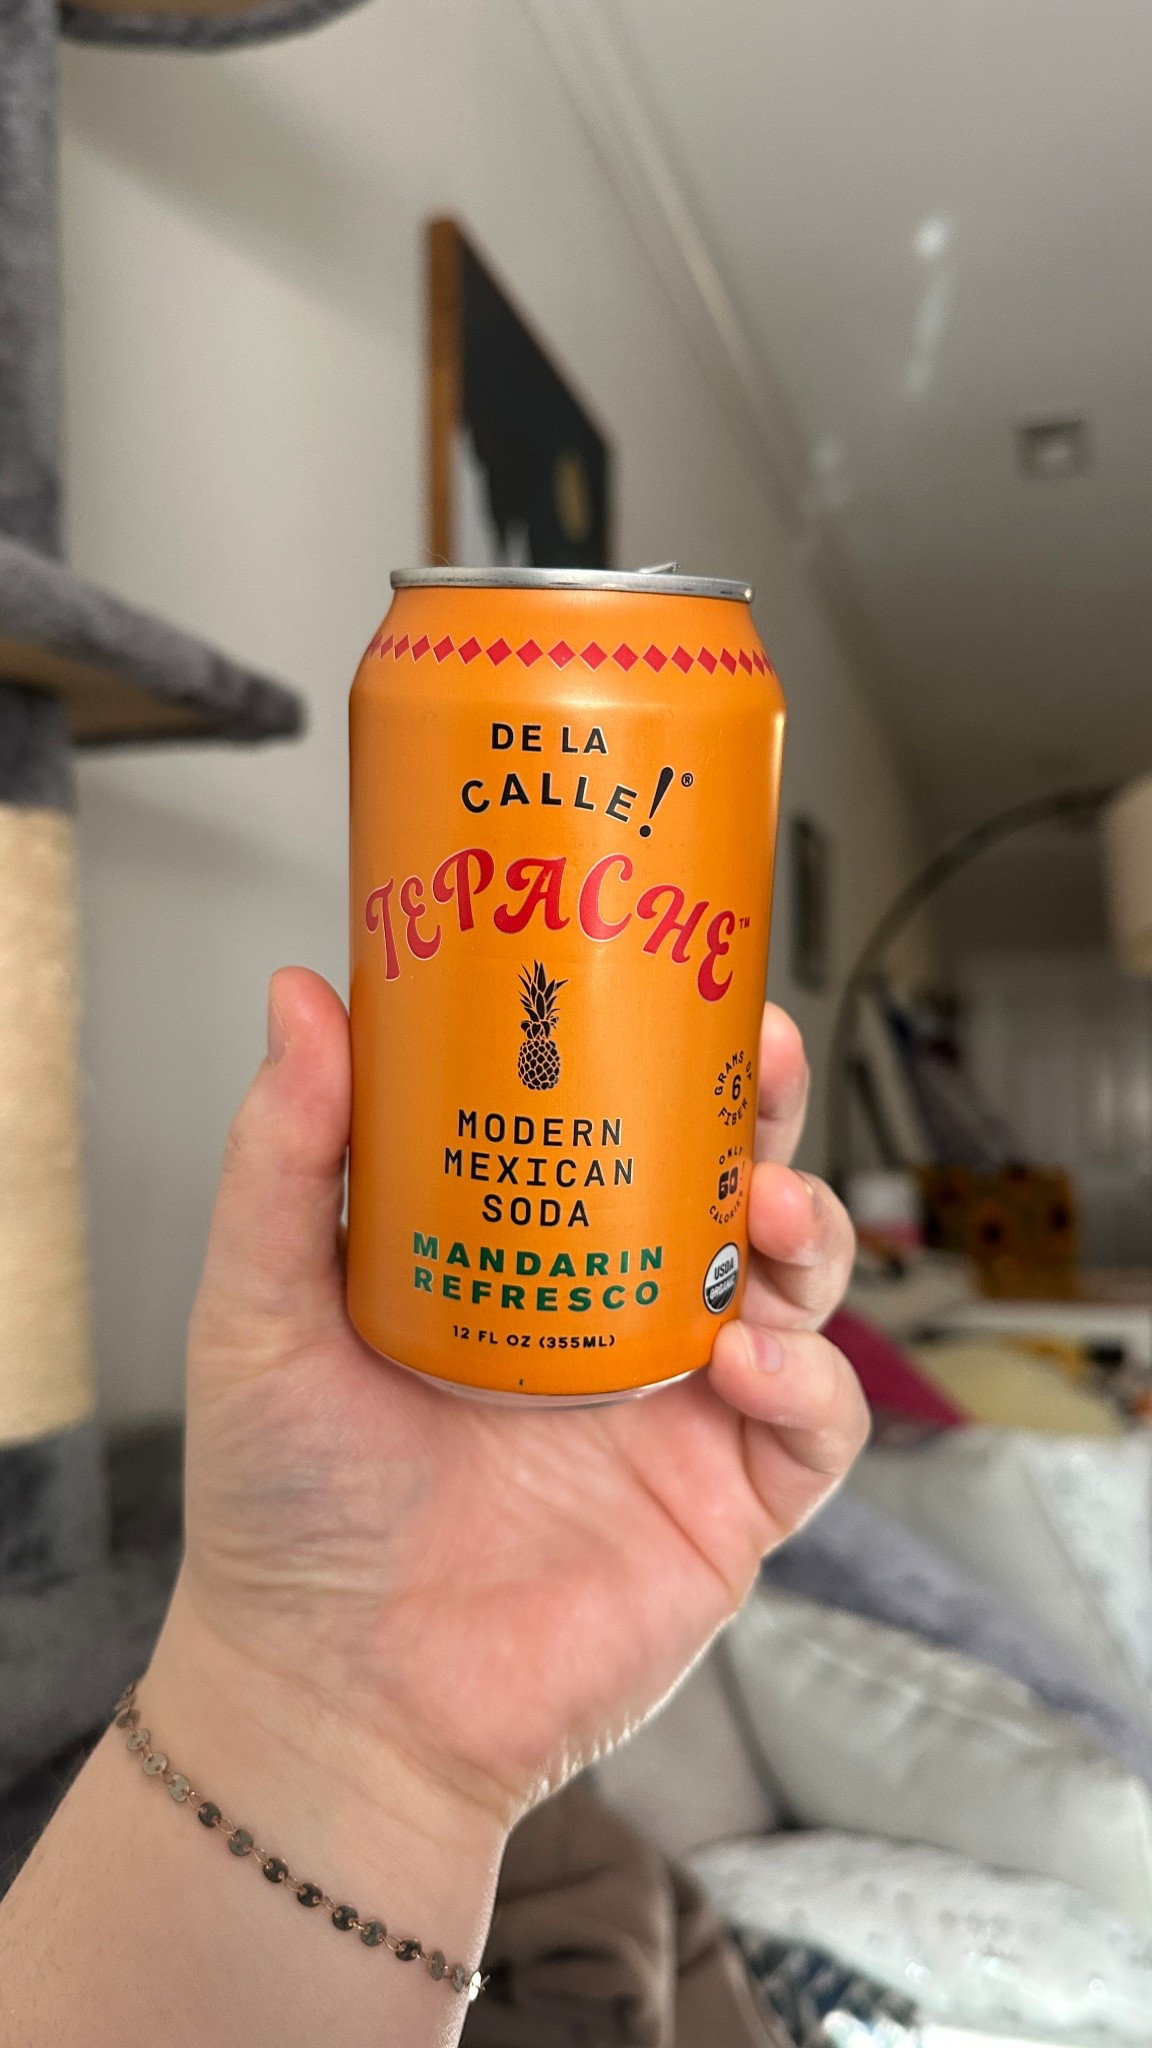 DE LA
CALLE!®
TEPACHE™
MODERN
MEXICAN
SODA
MANDARIN
REFRESCO
12 FL OZ (355ML)
6
GRAMS OF
FIBER
ONLY
60
CALORIES
USDA
ORGANIC